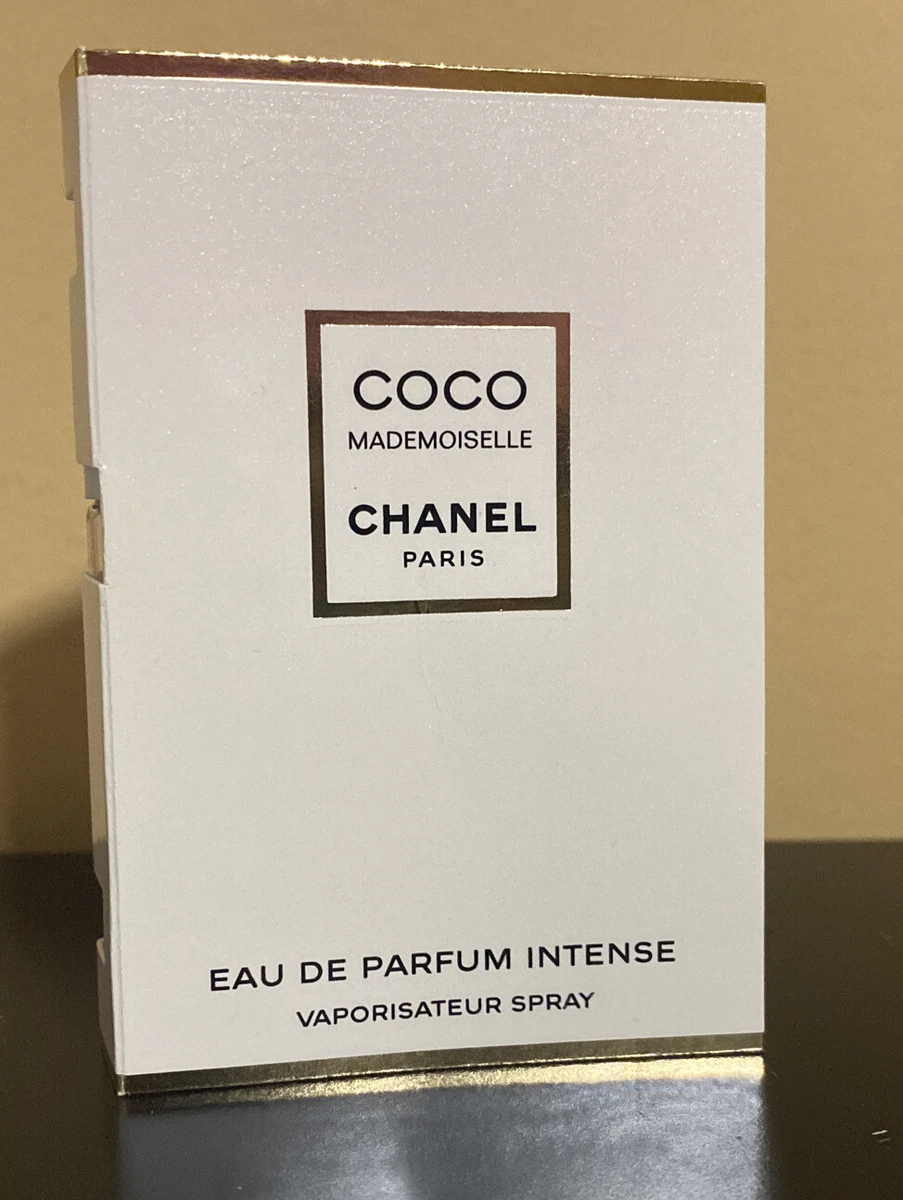 COCO
MADEMOISELLE
CHANEL
PARIS
EAU DE PARFUM INTENSE
VAPORISATEUR SPRAY